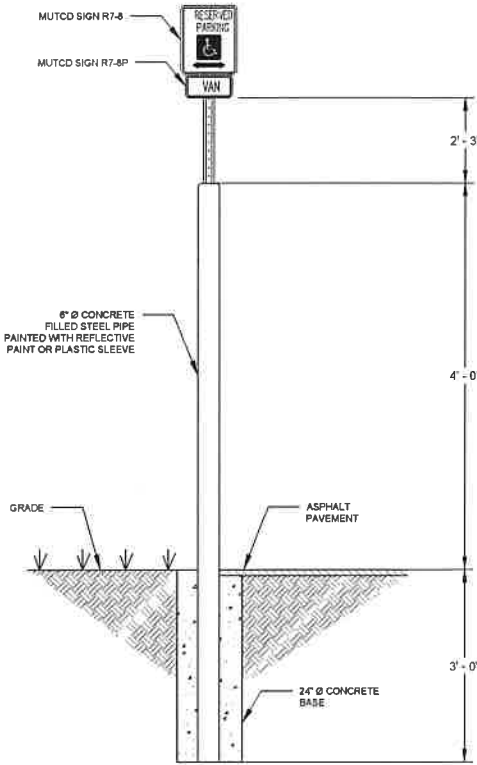 MUTCD SIGN R7-8
RESERVED
PARKING
MUTCD SIGN R7-8P
VAN
2' - 3
6" Ø CONCRETE
FILLED STEEL PIPE
PAINTED WITH REFLECTIVE
PAINT OR PLASTIC SLEEVE
4' - 0
GRADE
ASPHALT
PAVEMENT
3' - 0'
24" Ø CONCRETE
BASE